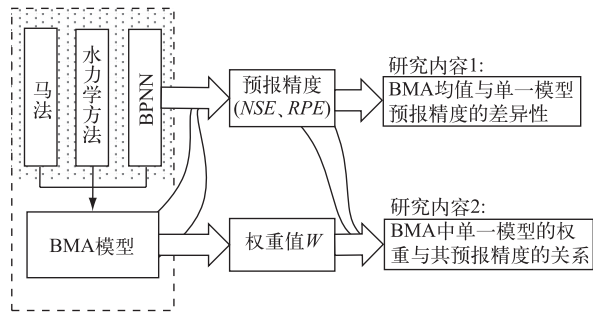 马法
水力学方法
BPNN
BMA模型
预报精度
(NSE、RPE)
权重值W
研究内容1:
BMA均值与单一模型
预报精度的差异性
研究内容2:
BMA中单一模型的权
重与其预报精度的关系